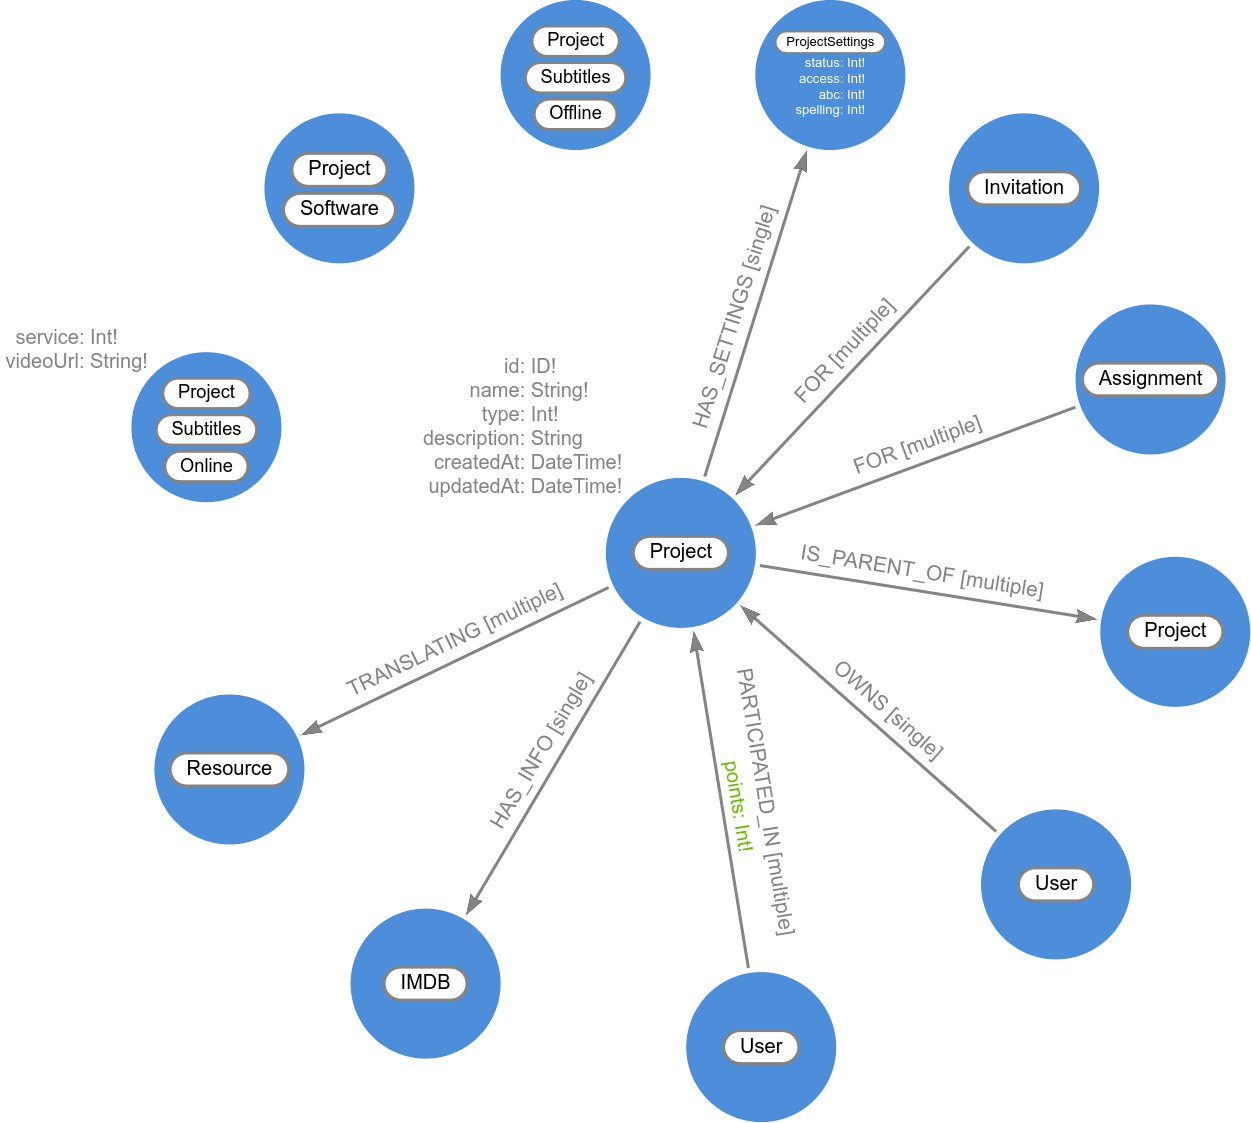 Project
Subtitles
Offline
ProjectSettings
status: Int!
access: Int!
abc: Int!
spelling: Int!
Project
Software
Invitation
HAS_SETTINGS [single]
FOR [multiple]
service: Int!
videoUrl: String!
Project
Subtitles
Online
id: ID!
name: String!
type: Int!
description: String
createdAt: DateTime!
updatedAt: DateTime!
Assignment
FOR [multiple]
Project
IS_PARENT_OF [multiple]
Project
TRANSLATING [multiple]
HAS_INFO [single]
PARTICIPATED_IN [multiple]
points: Int!
OWNS [single]
Resource
User
IMDB
User